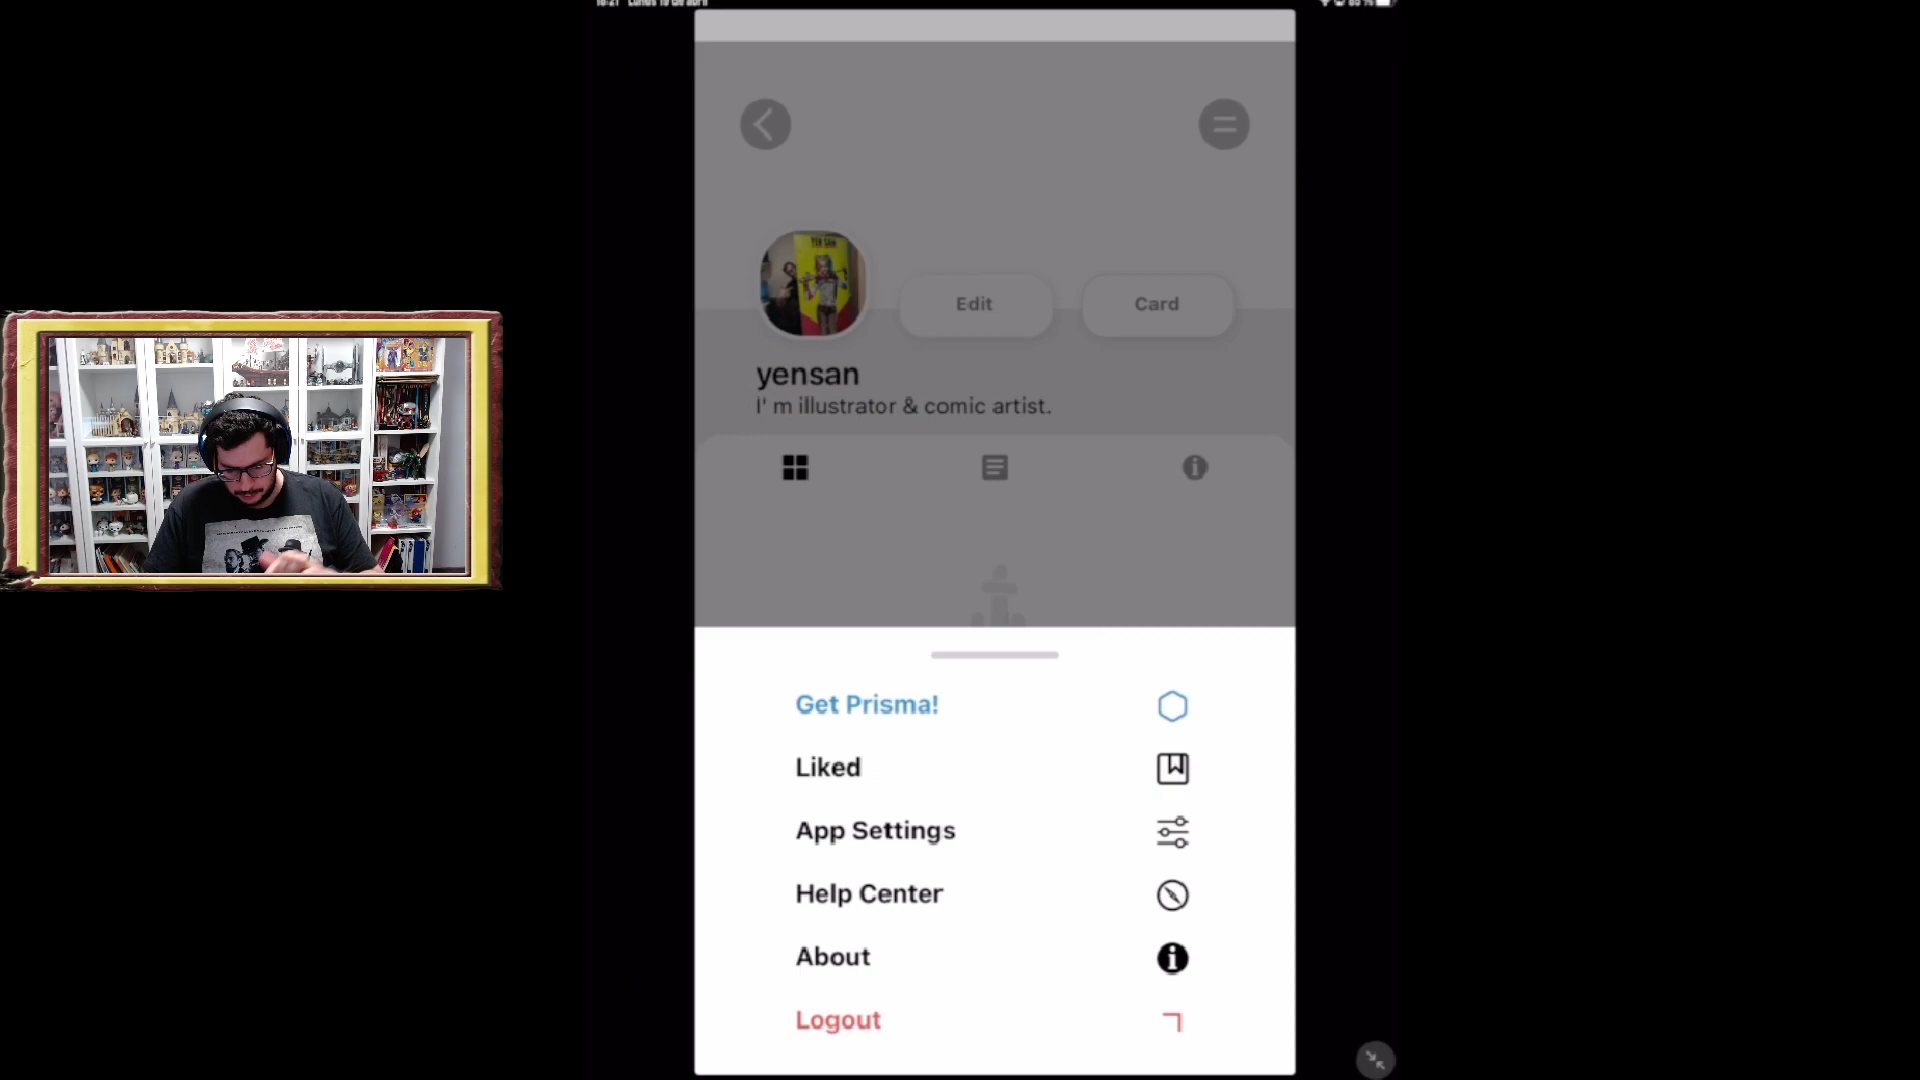 Edit
Card
yensan
I' m illustrator & comic artist.
Get Prisma!
Liked
App Settings
Help Center
About
Logout